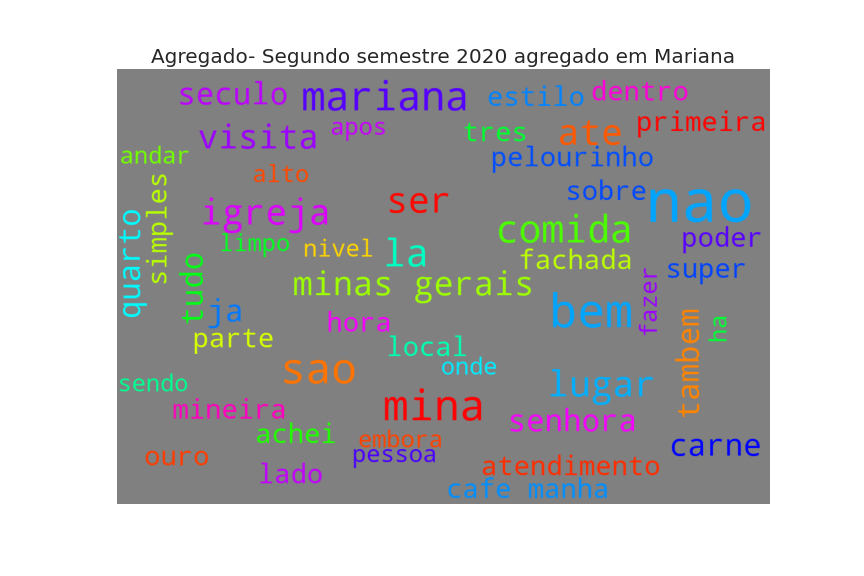 Agregado- Segundo semestre 2020 agregado em Mariana
seculo
mariana
estilo
dentro
visita
apos
tres
ate
primeira
andar
alto
pelourinho
simples
igreja
ser
sobre
nao
quarto
limpo
nivel
la
comida
poder
tudo
fachada
super
minas gerais
ja
hora
bem
fazer
tambem
ha
parte
local
sao
onde
sendo
lugar
mineira
mina
senhora
achei
embora
carne
ouro
pessoa
lado
atendimento
cafe manha